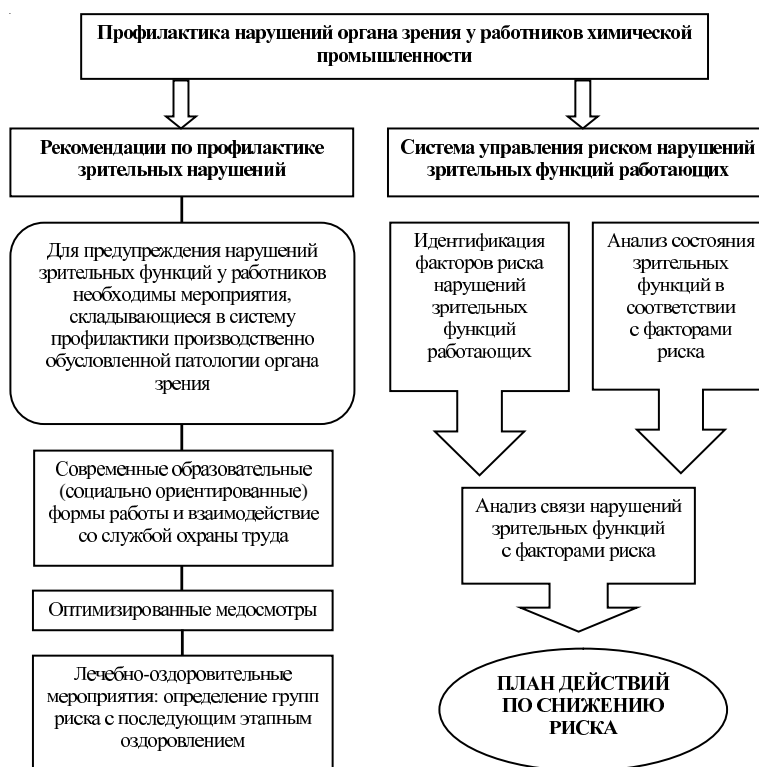 Профилактика нарушений органа зрения у работников химической
промышленности
Рекомендации по профилактике
зрительных нарушений
Для предупреждения нарушений
зрительных функций у работников
необходимы мероприятия,
складывающиеся в систему
профилактики производственно
обусловленной патологии органа
зрения
Современные образовательные
(социально ориентированные)
формы работы и взаимодействие
со службой охраны труда
Оптимизированные медосмотры
Лечебно-оздоровительные
мероприятия: определение групп
риска с последующим этапным
оздоровлением
Система управления риском нарушений
зрительных функций работающих
Идентификация
факторов риска
нарушений
зрительных
функций
работающих
Анализ состояния
зрительных
функций в
соответствии
с факторами
риска
Анализ связи нарушений
зрительных функций
с факторами риска
ПЛАН ДЕЙСТВИЙ
ПО СНИЖЕНИЮ
РИСКА